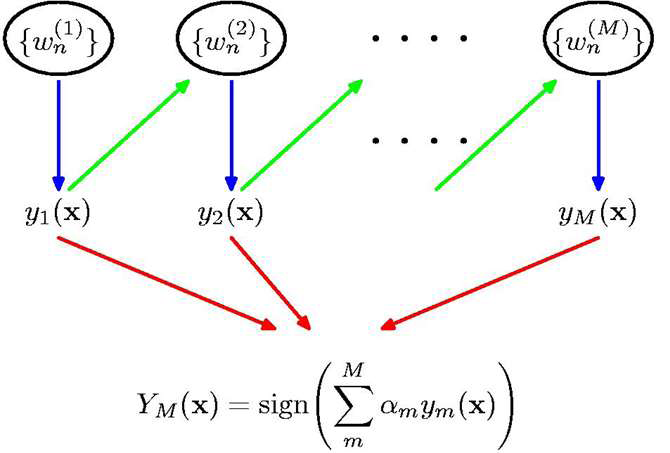 {w_n^{(1)}} {w_n^{(2)}} · · · · {w_n^{(M)}}
· · · ·
y_1(x) y_2(x) y_M(x)
Y_M(x) = sign(∑_m^M α_m y_m(x))